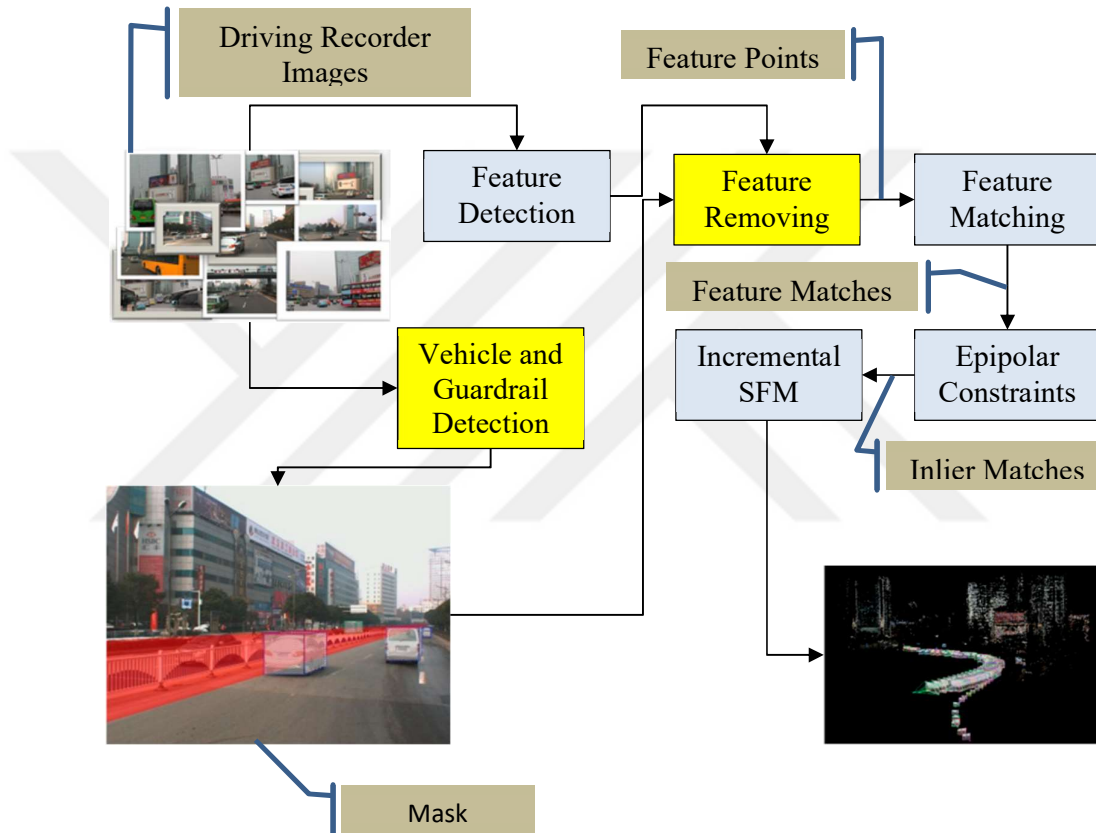 Driving Recorder
Images
Feature Points
Feature
Detection
Feature
Removing
Feature
Matching
Feature Matches
Vehicle and
Guardrail
Detection
Incremental
SFM
Epipolar
Constraints
Inlier Matches
HSBC
Mask